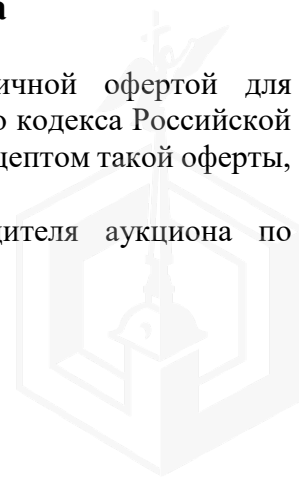 а
ичной офертой для
о кодекса Российской
цептом такой оферты,
дителя аукциона по